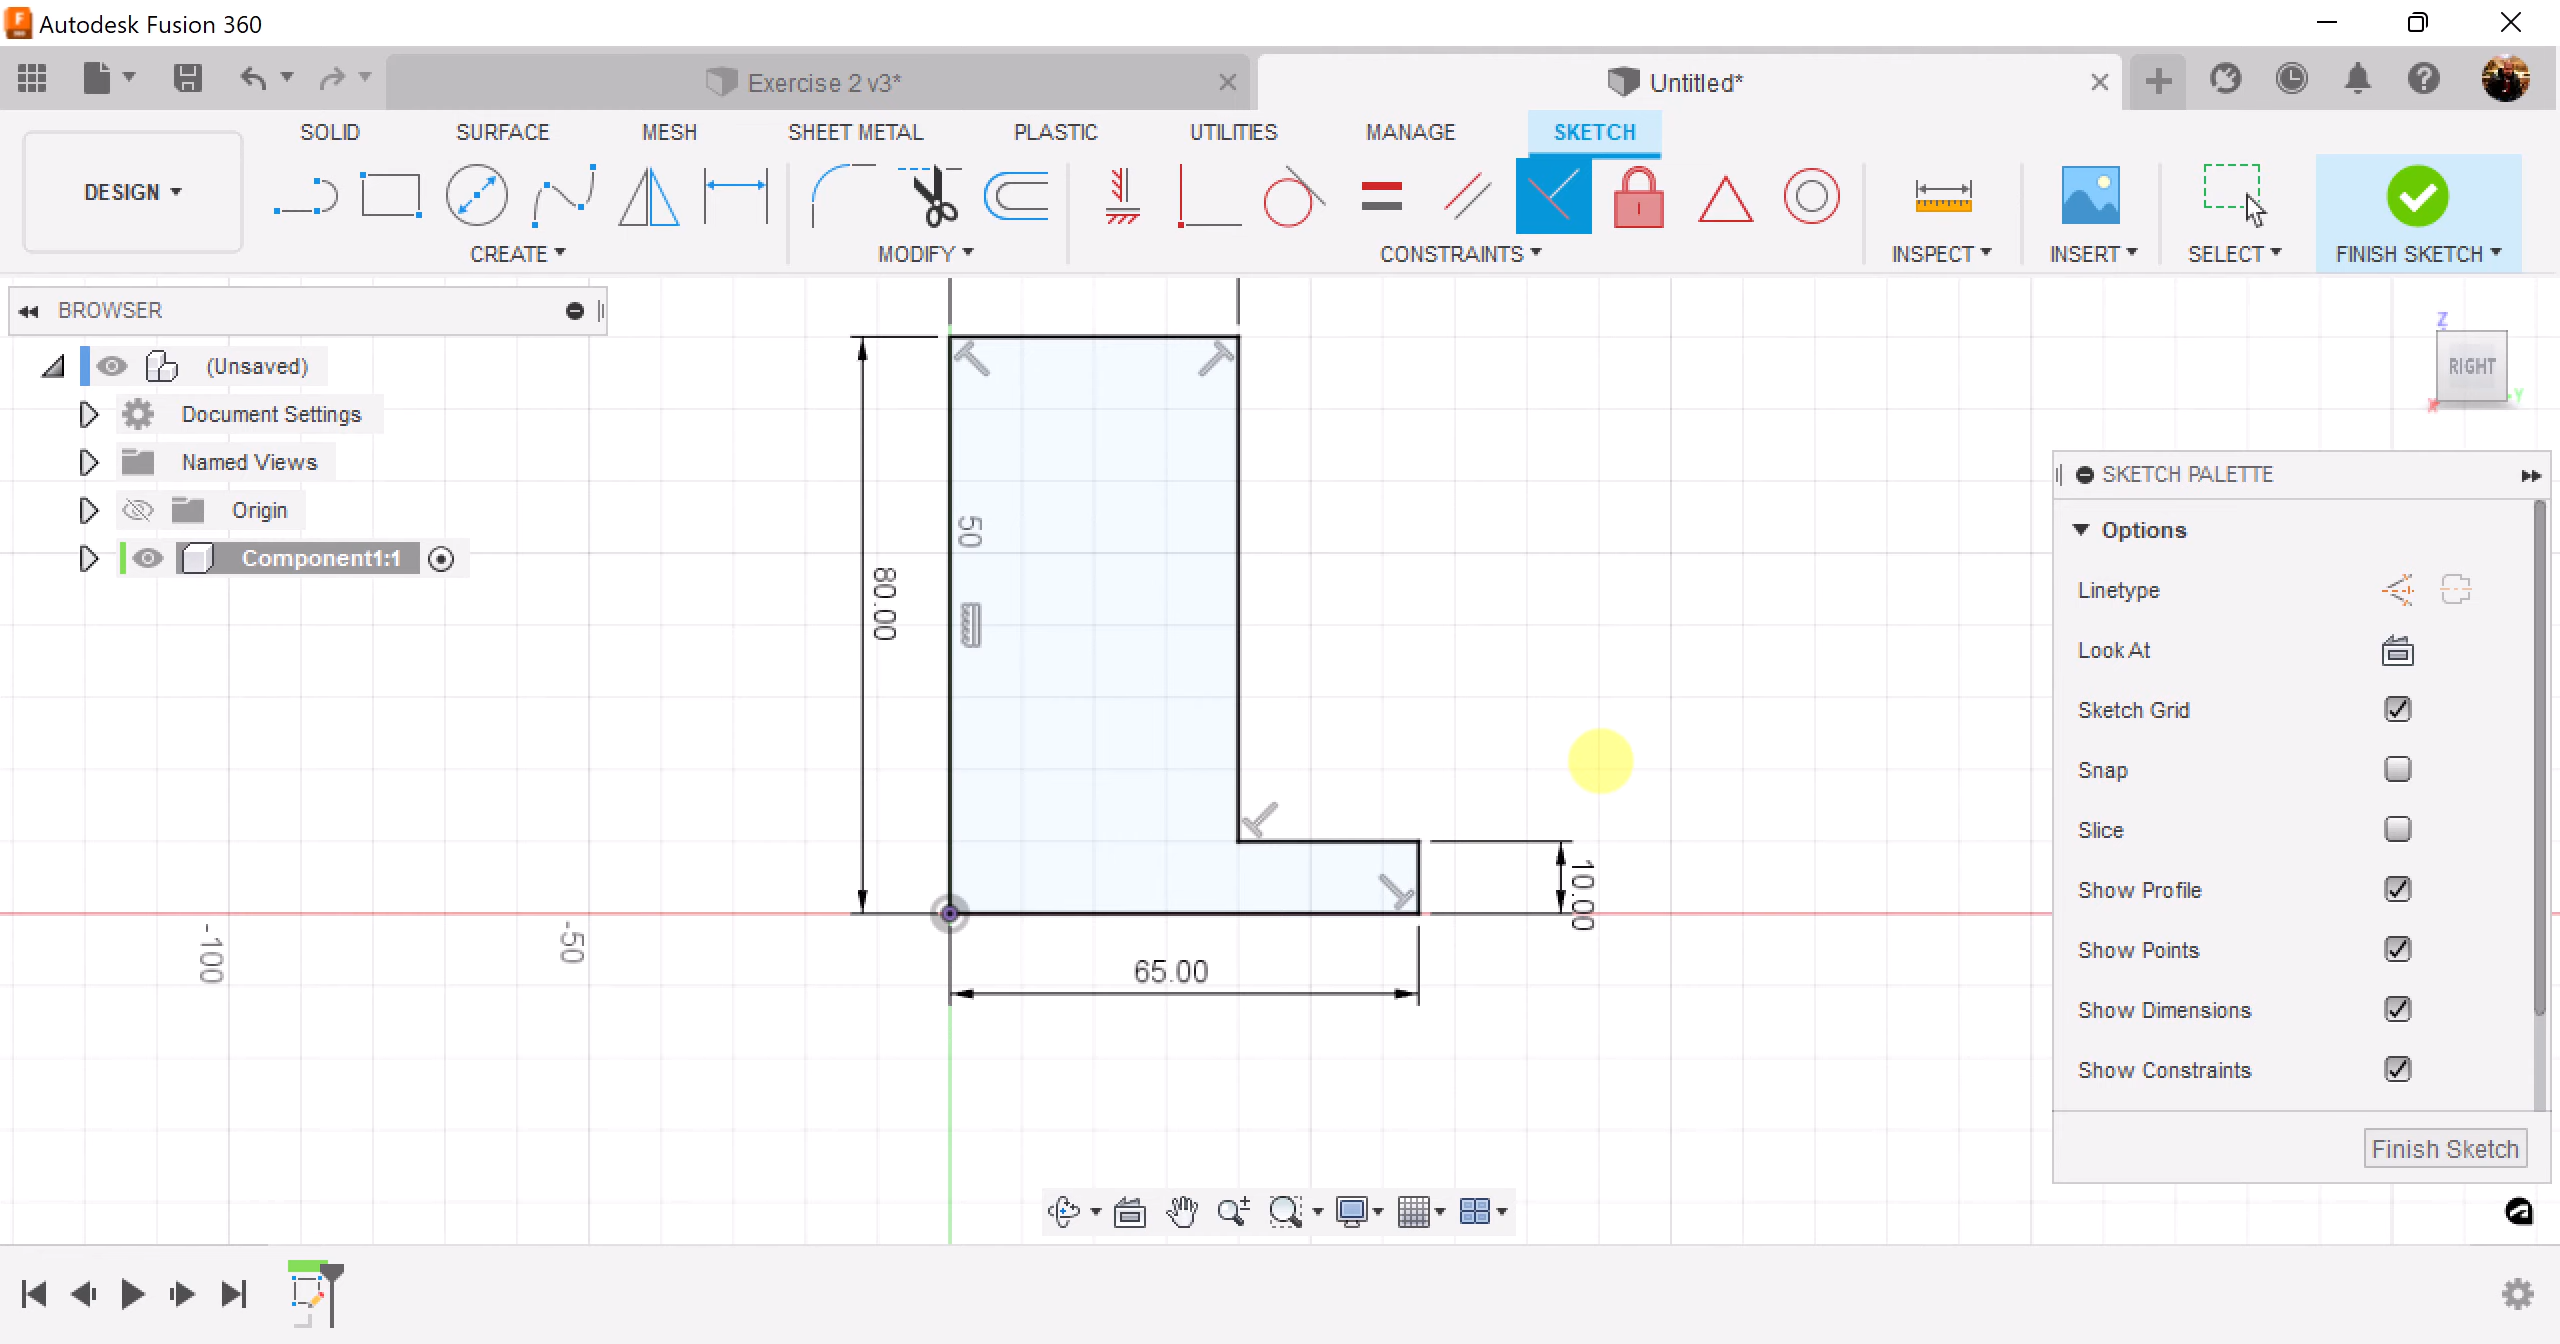 Autodesk Fusion 360
Exercise 2 v3*
Untitled*
SOLID SURFACE MESH SHEET METAL PLASTIC UTILITIES MANAGE SKETCH
DESIGN
CREATE MODIFY CONSTRAINTS INSPECT INSERT SELECT FINISH SKETCH
BROWSER
(Unsaved)
Document Settings
Named Views
Origin
Component1:1
Z
RIGHT
X
Y
50
80.00
10.00
65.00
-100
-50
SKETCH PALETTE
Options
Linetype
Look At
Sketch Grid
Snap
Slice
Show Profile
Show Points
Show Dimensions
Show Constraints
Finish Sketch